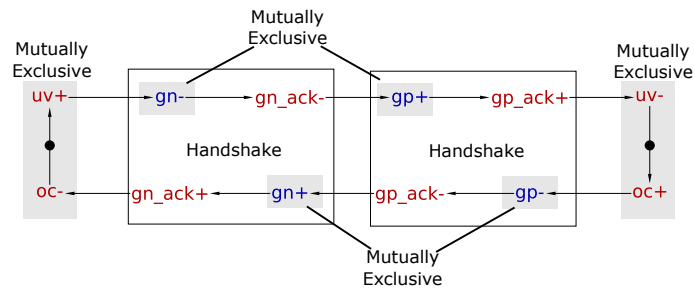 Mutually
Exclusive
Mutually
Exclusive
Mutually
Exclusive
uv+
gn-
gn_ack-
gp+
gp_ack+
uv-
Handshake
Handshake
oc-
gn_ack+
gn+
gp_ack-
gp-
oc+
Mutually
Exclusive